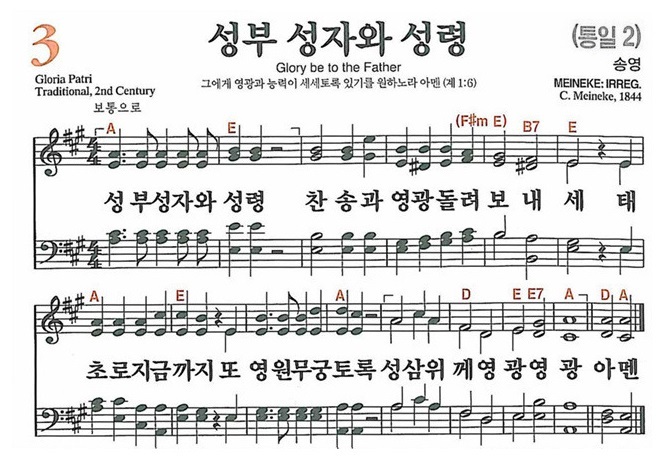 3
성부 성자와 성령
(통일 2)
Glory be to the Father
송영
Gloria Patri
Traditional, 2nd Century
그에게 영광과 능력이 세세토록 있기를 원하노라 아멘 (계 1:6)
MEINEKE: IRREG.
C. Meineke, 1844
보통으로
A E (F#m E) B7 E
성 부성자와 성령 찬 송과 영광돌려 보 내 세 태
A E A D E E7 A D A
초로지금까지 또 영원무궁토록 성삼위 께영 광영 광 아멘